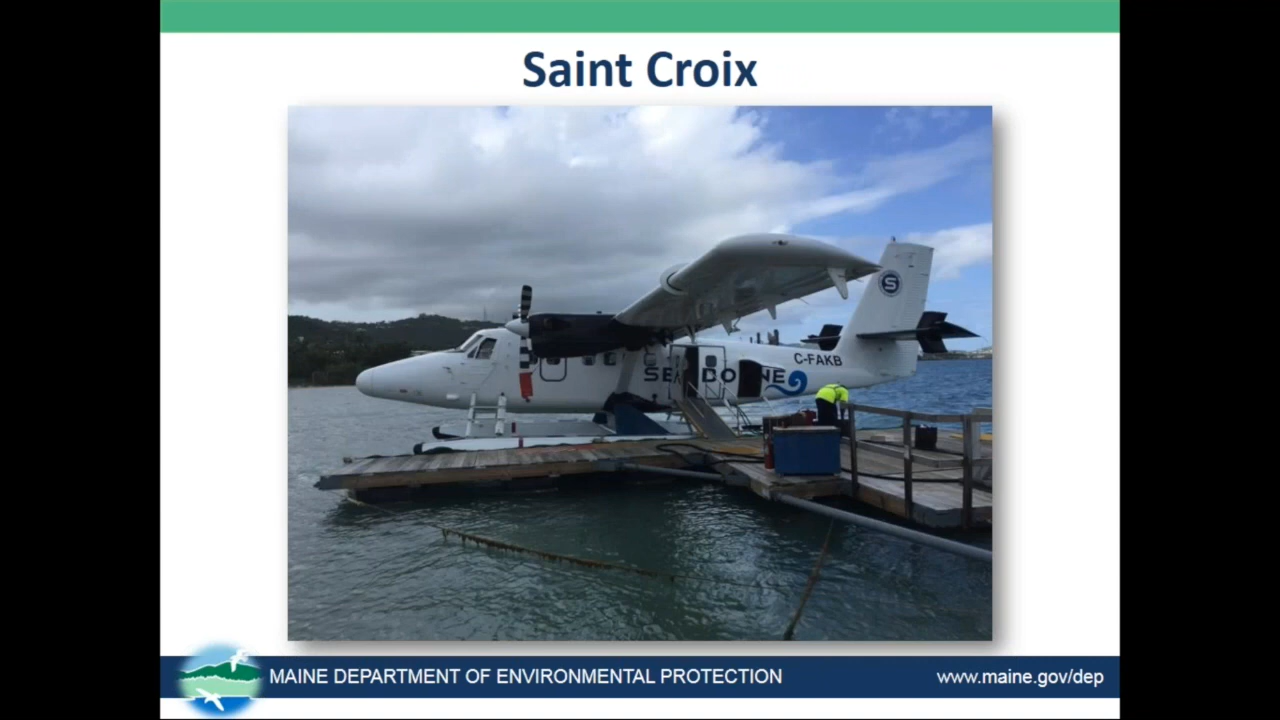 Saint Croix
S
C-FAKB
SEABORNE
MAINE DEPARTMENT OF ENVIRONMENTAL PROTECTION
www.maine.gov/dep